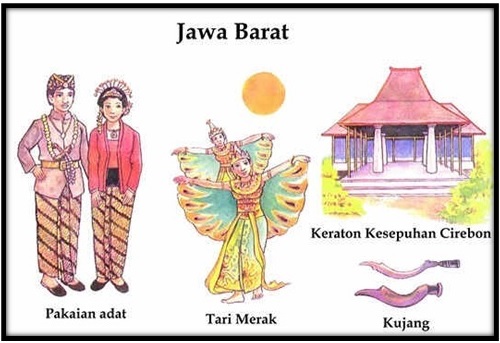 Jawa Barat
Keraton Kesepuhan Cirebon
Pakaian adat
Tari Merak
Kujang